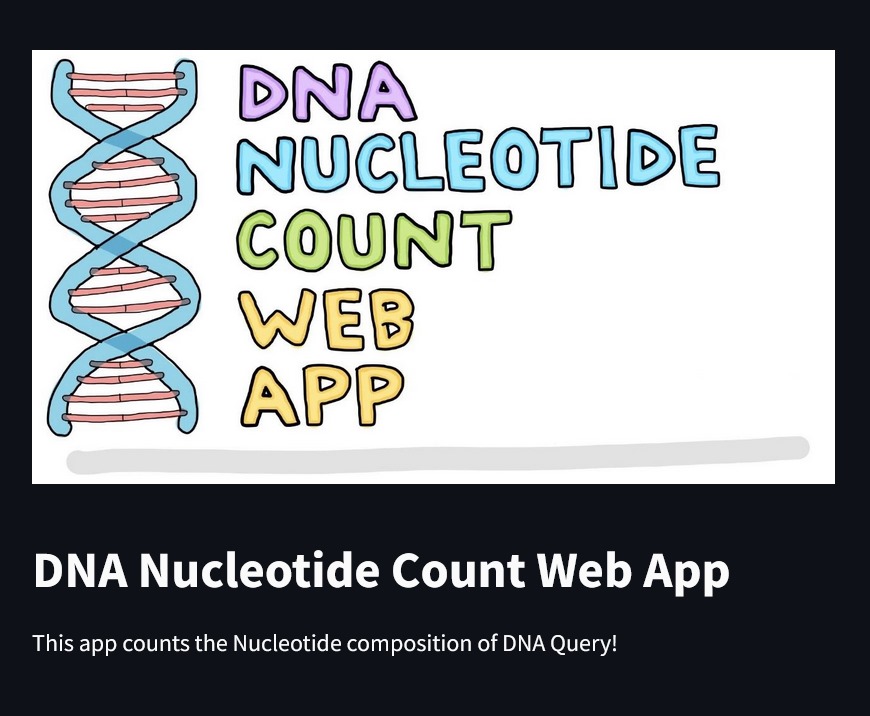 DNA
NUCLEOTIDE
COUNT
WEB
APP
DNA Nucleotide Count Web App
This app counts the Nucleotide composition of DNA Query!